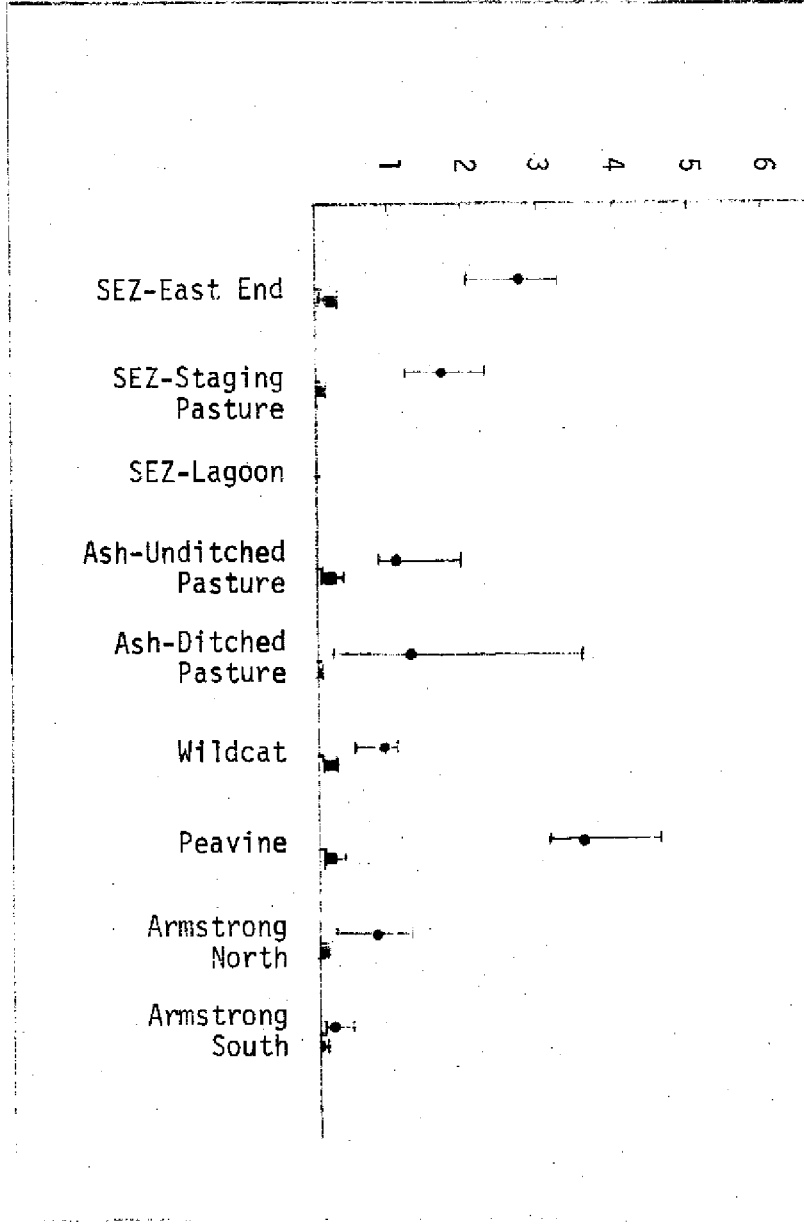 1 2 3 4 5 6
SEZ-East End
SEZ-Staging
Pasture
SEZ-Lagoon
Ash-Unditched
Pasture
Ash-Ditched
Pasture
Wildcat
Peavine
Armstrong
North
Armstrong
South